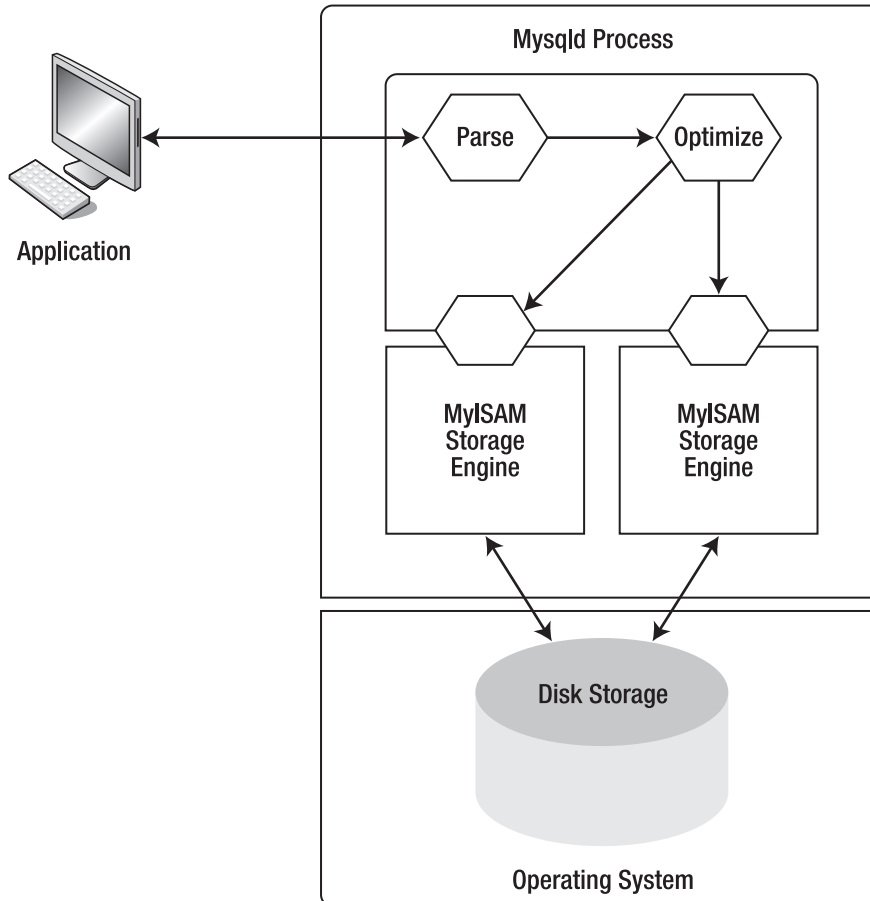 Mysqld Process
Parse
Optimize
Application
MyISAM
Storage
Engine
MyISAM
Storage
Engine
Disk Storage
Operating System